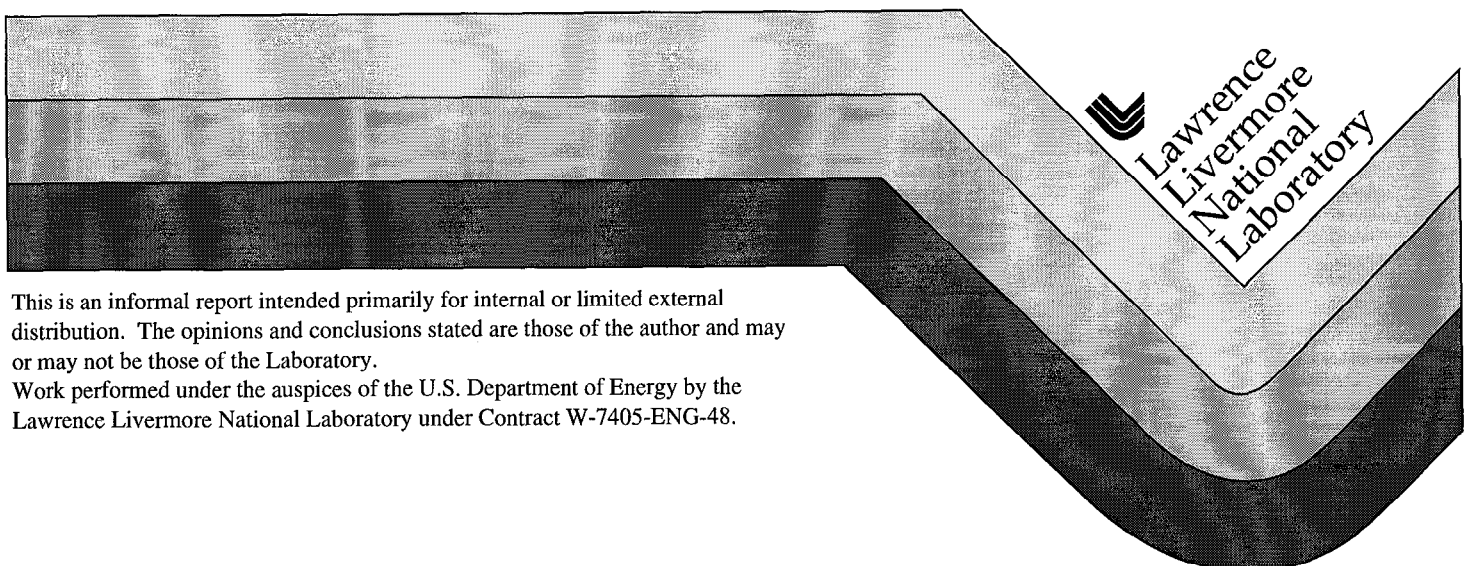 Lawrence
Livermore
National
Laboratory
This is an informal report intended primarily for internal or limited external
distribution. The opinions and conclusions stated are those of the author and may
or may not be those of the Laboratory.
Work performed under the auspices of the U.S. Department of Energy by the
Lawrence Livermore National Laboratory under Contract W-7405-ENG-48.